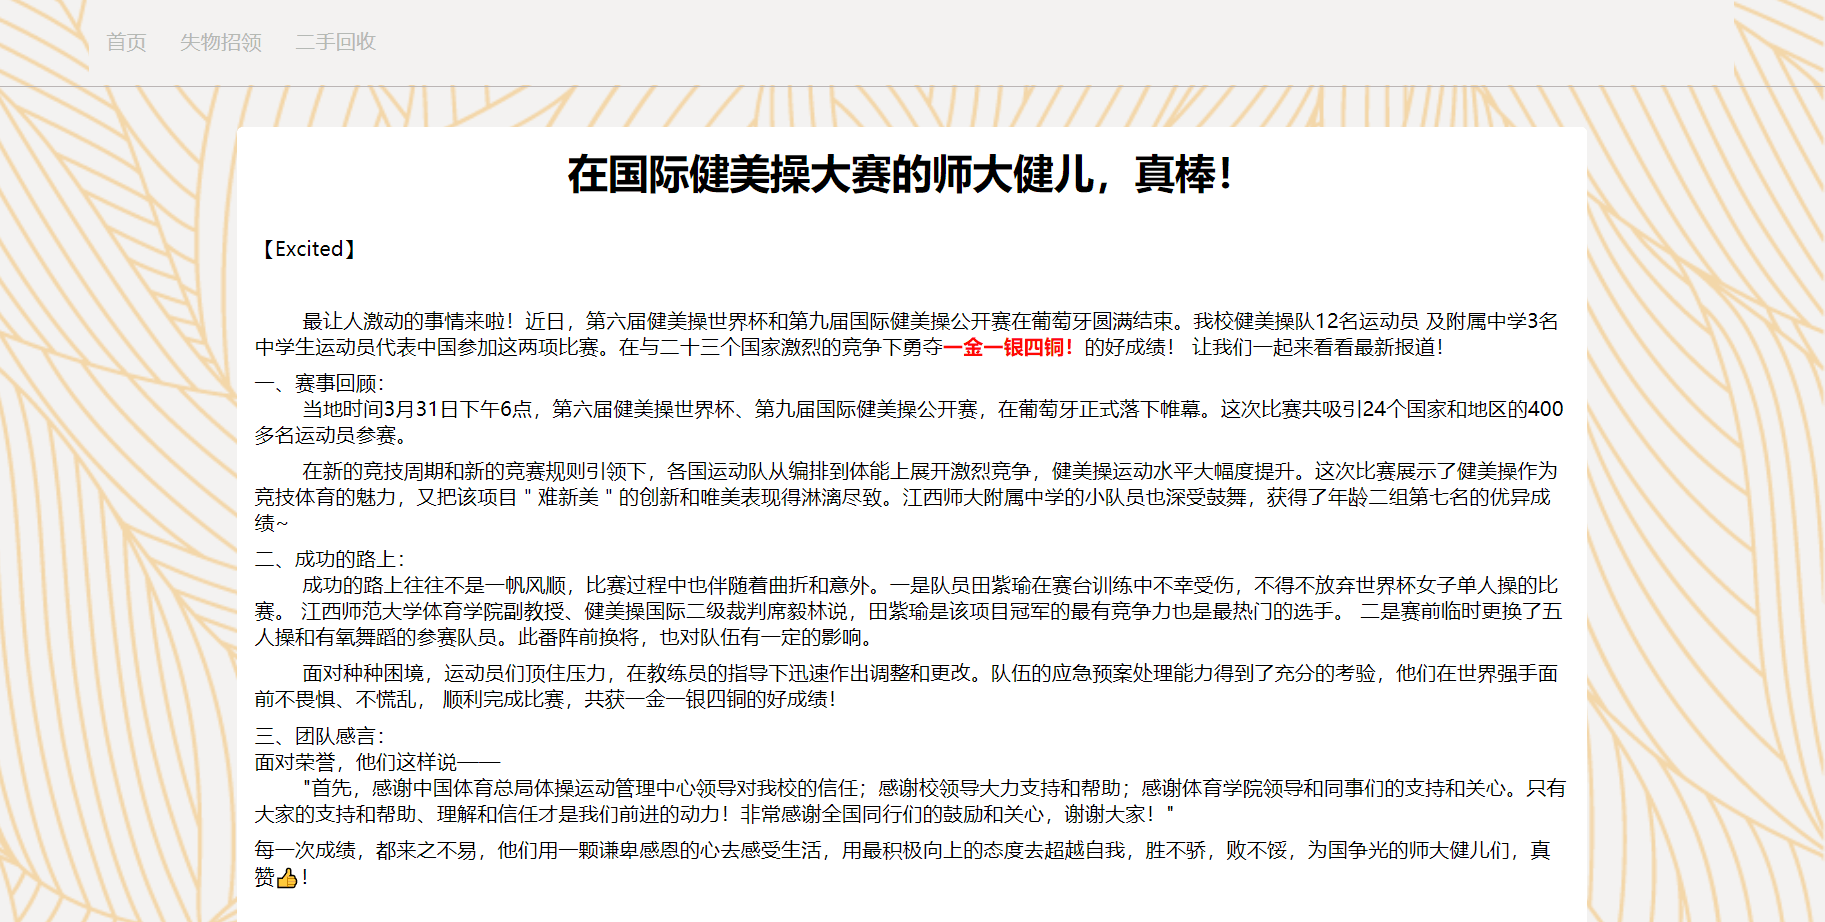 首页 失物招领 二手回收
在国际健美操大赛的师大健儿，真棒！
【Excited】
最让人激动的事情来啦！近日，第六届健美操世界杯和第九届国际健美操公开赛在葡萄牙圆满结束。我校健美操队12名运动员 及附属中学3名
中学生运动员代表中国参加这两项比赛。在与二十三个国家激烈的竞争下勇夺一金一银四铜！的好成绩！ 让我们一起来看看最新报道！
一、赛事回顾：
当地时间3月31日下午6点，第六届健美操世界杯、第九届国际健美操公开赛，在葡萄牙正式落下帷幕。这次比赛共吸引24个国家和地区的400
多名运动员参赛。
在新的竞技周期和新的竞赛规则引领下，各国运动队从编排到体能上展开激烈竞争，健美操运动水平大幅度提升。这次比赛展示了健美操作为
竞技体育的魅力，又把该项目 " 难新美 " 的创新和唯美表现得淋漓尽致。江西师大附属中学的小队员也深受鼓舞，获得了年龄二组第七名的优异成
绩~
二、成功的路上：
成功的路上往往不是一帆风顺，比赛过程中也伴随着曲折和意外。一是队员田紫瑜在赛台训练中不幸受伤，不得不放弃世界杯女子单人操的比
赛。 江西师范大学体育学院副教授、健美操国际二级裁判席毅林说，田紫瑜是该项目冠军的最有竞争力也是最热门的选手。 二是赛前临时更换了五
人操和有氧舞蹈的参赛队员。此番阵前换将，也对队伍有一定的影响。
面对种种困境，运动员们顶住压力，在教练员的指导下迅速作出调整和更改。队伍的应急预案处理能力得到了充分的考验，他们在世界强手面
前不畏惧、不慌乱， 顺利完成比赛，共获一金一银四铜的好成绩！
三、团队感言：
面对荣誉，他们这样说——
"首先，感谢中国体育总局体操运动管理中心领导对我校的信任；感谢校领导大力支持和帮助；感谢体育学院领导和同事们的支持和关心。只有
大家的支持和帮助、理解和信任才是我们前进的动力！非常感谢全国同行们的鼓励和关心，谢谢大家！"
每一次成绩，都来之不易，他们用一颗谦卑感恩的心去感受生活，用最积极向上的态度去超越自我，胜不骄，败不馁，为国争光的师大健儿们，真
赞👍！